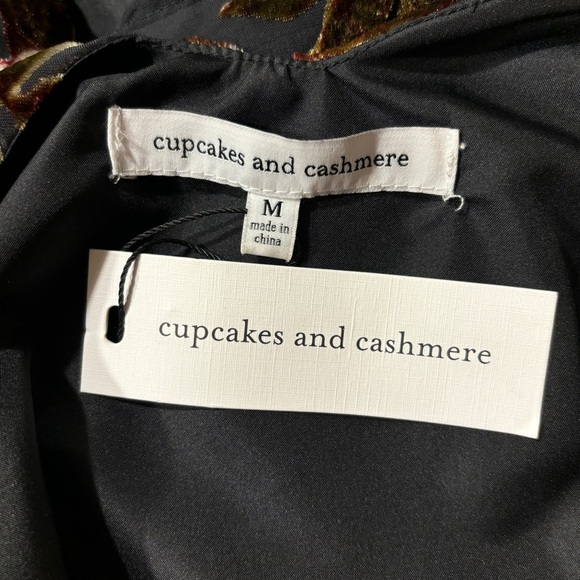 cupcakes and cashmere
M
made in
china
cupcakes and cashmere